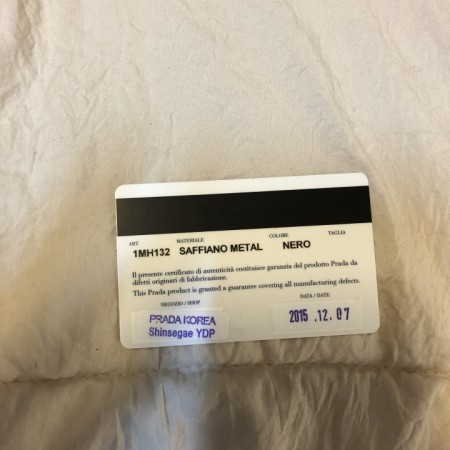 ART. MATERIALE COLORE TAGLIA
1MH132 SAFFIANO METAL NERO
Il presente certificato di autenticità costituisce garanzia del prodotto Prada da
difetti originari di fabbricazione.
This Prada product is granted a guarantee covering all manufacturing defects.
NEGOZIO / SHOP DATA / DATE
PRADA KOREA
Shinsegae YDP
2015 .12. 07